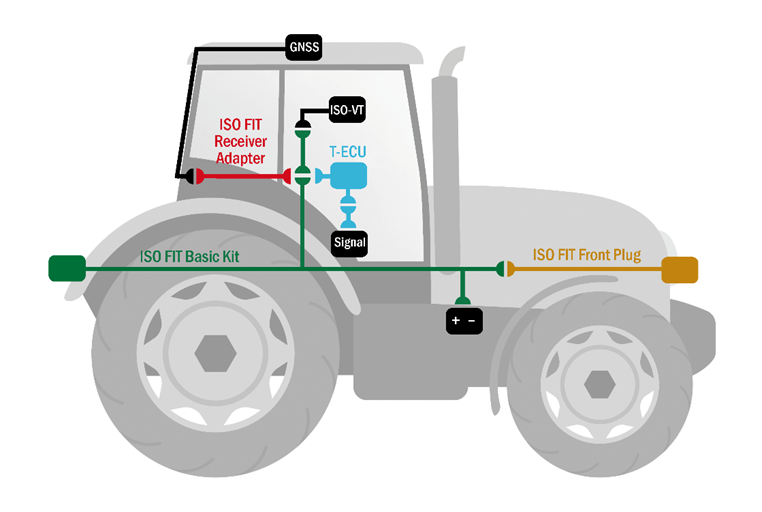 GNSS
ISO-VT
ISO FIT
Receiver
Adapter
T-ECU
Signal
ISO FIT Basic Kit
ISO FIT Front Plug
+ -